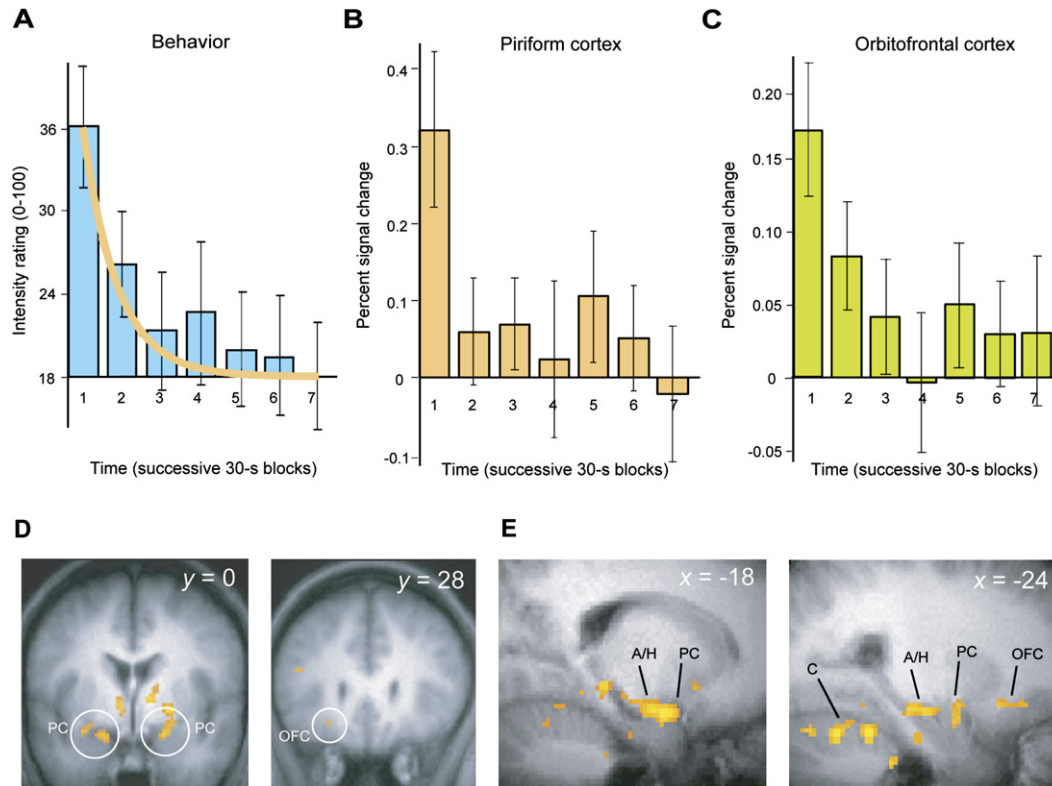 A
Behavior
Intensity rating (0-100)
36
30
24
18
1 2 3 4 5 6 7
Time (successive 30-s blocks)
B
Piriform cortex
Percent signal change
0.4
0.3
0.2
0.1
0
-0.1
1 2 3 4 5 6 7
Time (successive 30-s blocks)
C
Orbitofrontal cortex
Percent signal change
0.20
0.15
0.10
0.05
0
-0.05
1 2 3 4 5 6 7
Time (successive 30-s blocks)
D
y = 0
PC
PC
y = 28
OFC
E
x = -18
A/H PC
x = -24
C
A/H
PC
OFC